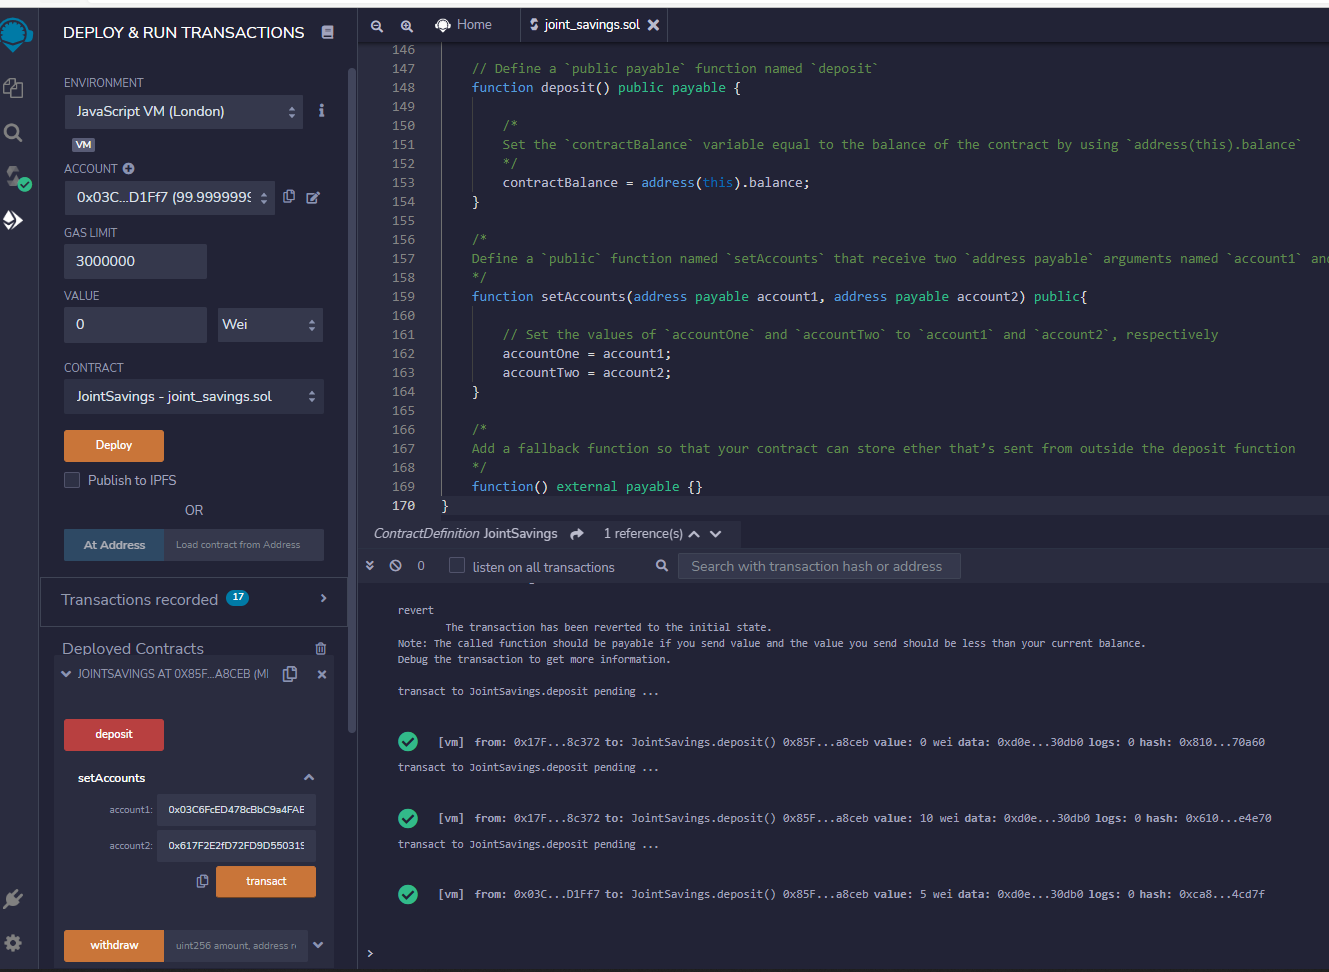 DEPLOY & RUN TRANSACTIONS
ENVIRONMENT
JavaScript VM (London)
VM
ACCOUNT
0x03C...D1Ff7 (99.9999999
GAS LIMIT
3000000
VALUE
0
Wei
CONTRACT
JointSavings - joint_savings.sol
Deploy
Publish to IPFS
OR
At Address
Load contract from Address
Transactions recorded 17
Deployed Contracts
JOINTSAVINGS AT 0X85F...A8CEB (M
deposit
setAccounts
account1: 0x03C6FcED478cBbC9a4FAE
account2: 0x617F2E2fD72FD9D550319
transact
withdraw
uint256 amount, address re
Home
joint_savings.sol
146
147 // Define a `public payable` function named `deposit`
148 function deposit() public payable {
149
150 /*
151 Set the `contractBalance` variable equal to the balance of the contract by using `address(this).balance`
152 */
153 contractBalance = address(this).balance;
154 }
155
156 /*
157 Define a `public` function named `setAccounts` that receive two `address payable` arguments named `account1` and
158 */
159 function setAccounts(address payable account1, address payable account2) public{
160
161 // Set the values of `accountOne` and `accountTwo` to `account1` and `account2`, respectively
162 accountOne = account1;
163 accountTwo = account2;
164 }
165
166 /*
167 Add a fallback function so that your contract can store ether that’s sent from outside the deposit function
168 */
169 function() external payable {}
170 }
ContractDefinition JointSavings 1 reference(s)
0 listen on all transactions
Search with transaction hash or address
revert
The transaction has been reverted to the initial state.
Note: The called function should be payable if you send value and the value you send should be less than your current balance.
Debug the transaction to get more information.
transact to JointSavings.deposit pending ...
[vm] from: 0x17F...8c372 to: JointSavings.deposit() 0x85F...a8ceb value: 0 wei data: 0xd0e...30db0 logs: 0 hash: 0x810...70a60
transact to JointSavings.deposit pending ...
[vm] from: 0x17F...8c372 to: JointSavings.deposit() 0x85F...a8ceb value: 10 wei data: 0xd0e...30db0 logs: 0 hash: 0x610...e4e70
transact to JointSavings.deposit pending ...
[vm] from: 0x03C...D1Ff7 to: JointSavings.deposit() 0x85F...a8ceb value: 5 wei data: 0xd0e...30db0 logs: 0 hash: 0xca8...4cd7f
>